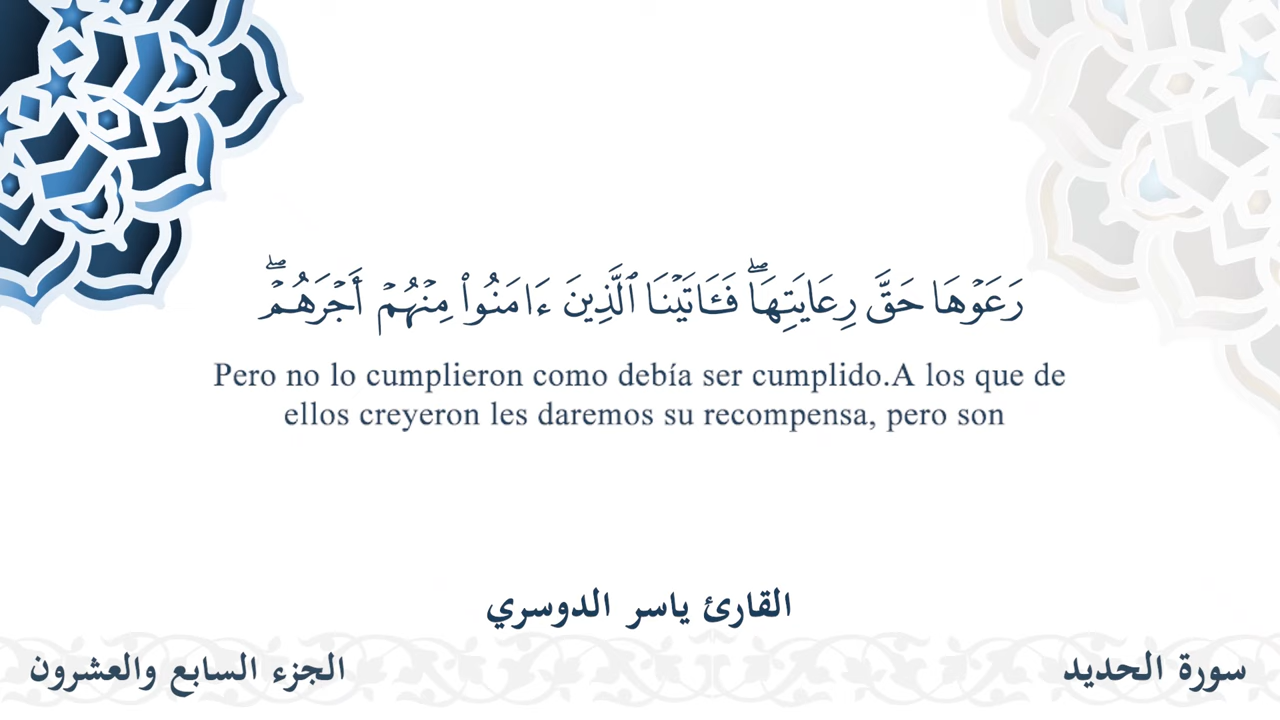 رَعَوۡهَا حَقَّ رِعَايَتِهَاۖ فَـَٔاتَيۡنَا ٱلَّذِينَ ءَامَنُواْ مِنۡهُمۡ أَجۡرَهُمۡۖ
Pero no lo cumplieron como debía ser cumplido.A los que de
ellos creyeron les daremos su recompensa, pero son
القارئ ياسر الدوسري
سورة الحديد
الجزء السابع والعشرون